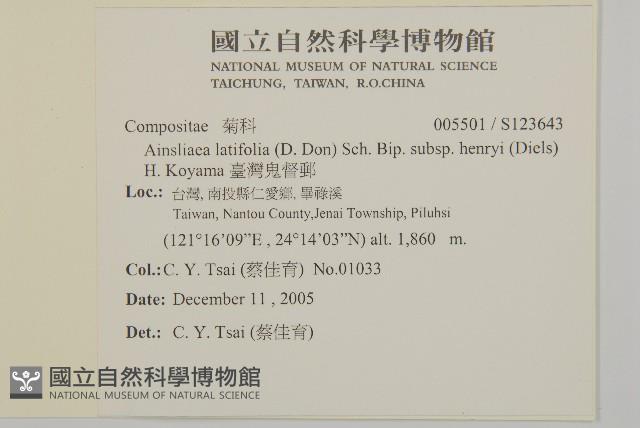 國立自然科學博物館
NATIONAL MUSEUM OF NATURAL SCIENCE
TAICHUNG, TAIWAN, R.O.CHINA
Compositae 菊科 005501 / S123643
Ainsliaea latifolia (D. Don) Sch. Bip. subsp. henryi (Diels)
H. Koyama 臺灣鬼督郵
Loc.: 台灣, 南投縣仁愛鄉, 畢祿溪
Taiwan, Nantou County,Jenai Township, Piluhsi
(121°16'09”E , 24°14'03”N) alt. 1,860 m.
Col.: C. Y. Tsai (蔡佳育) No.01033
Date: December 11 , 2005
Det.: C. Y. Tsai (蔡佳育)
國立自然科學博物館
NATIONAL MUSEUM OF NATURAL SCIENCE